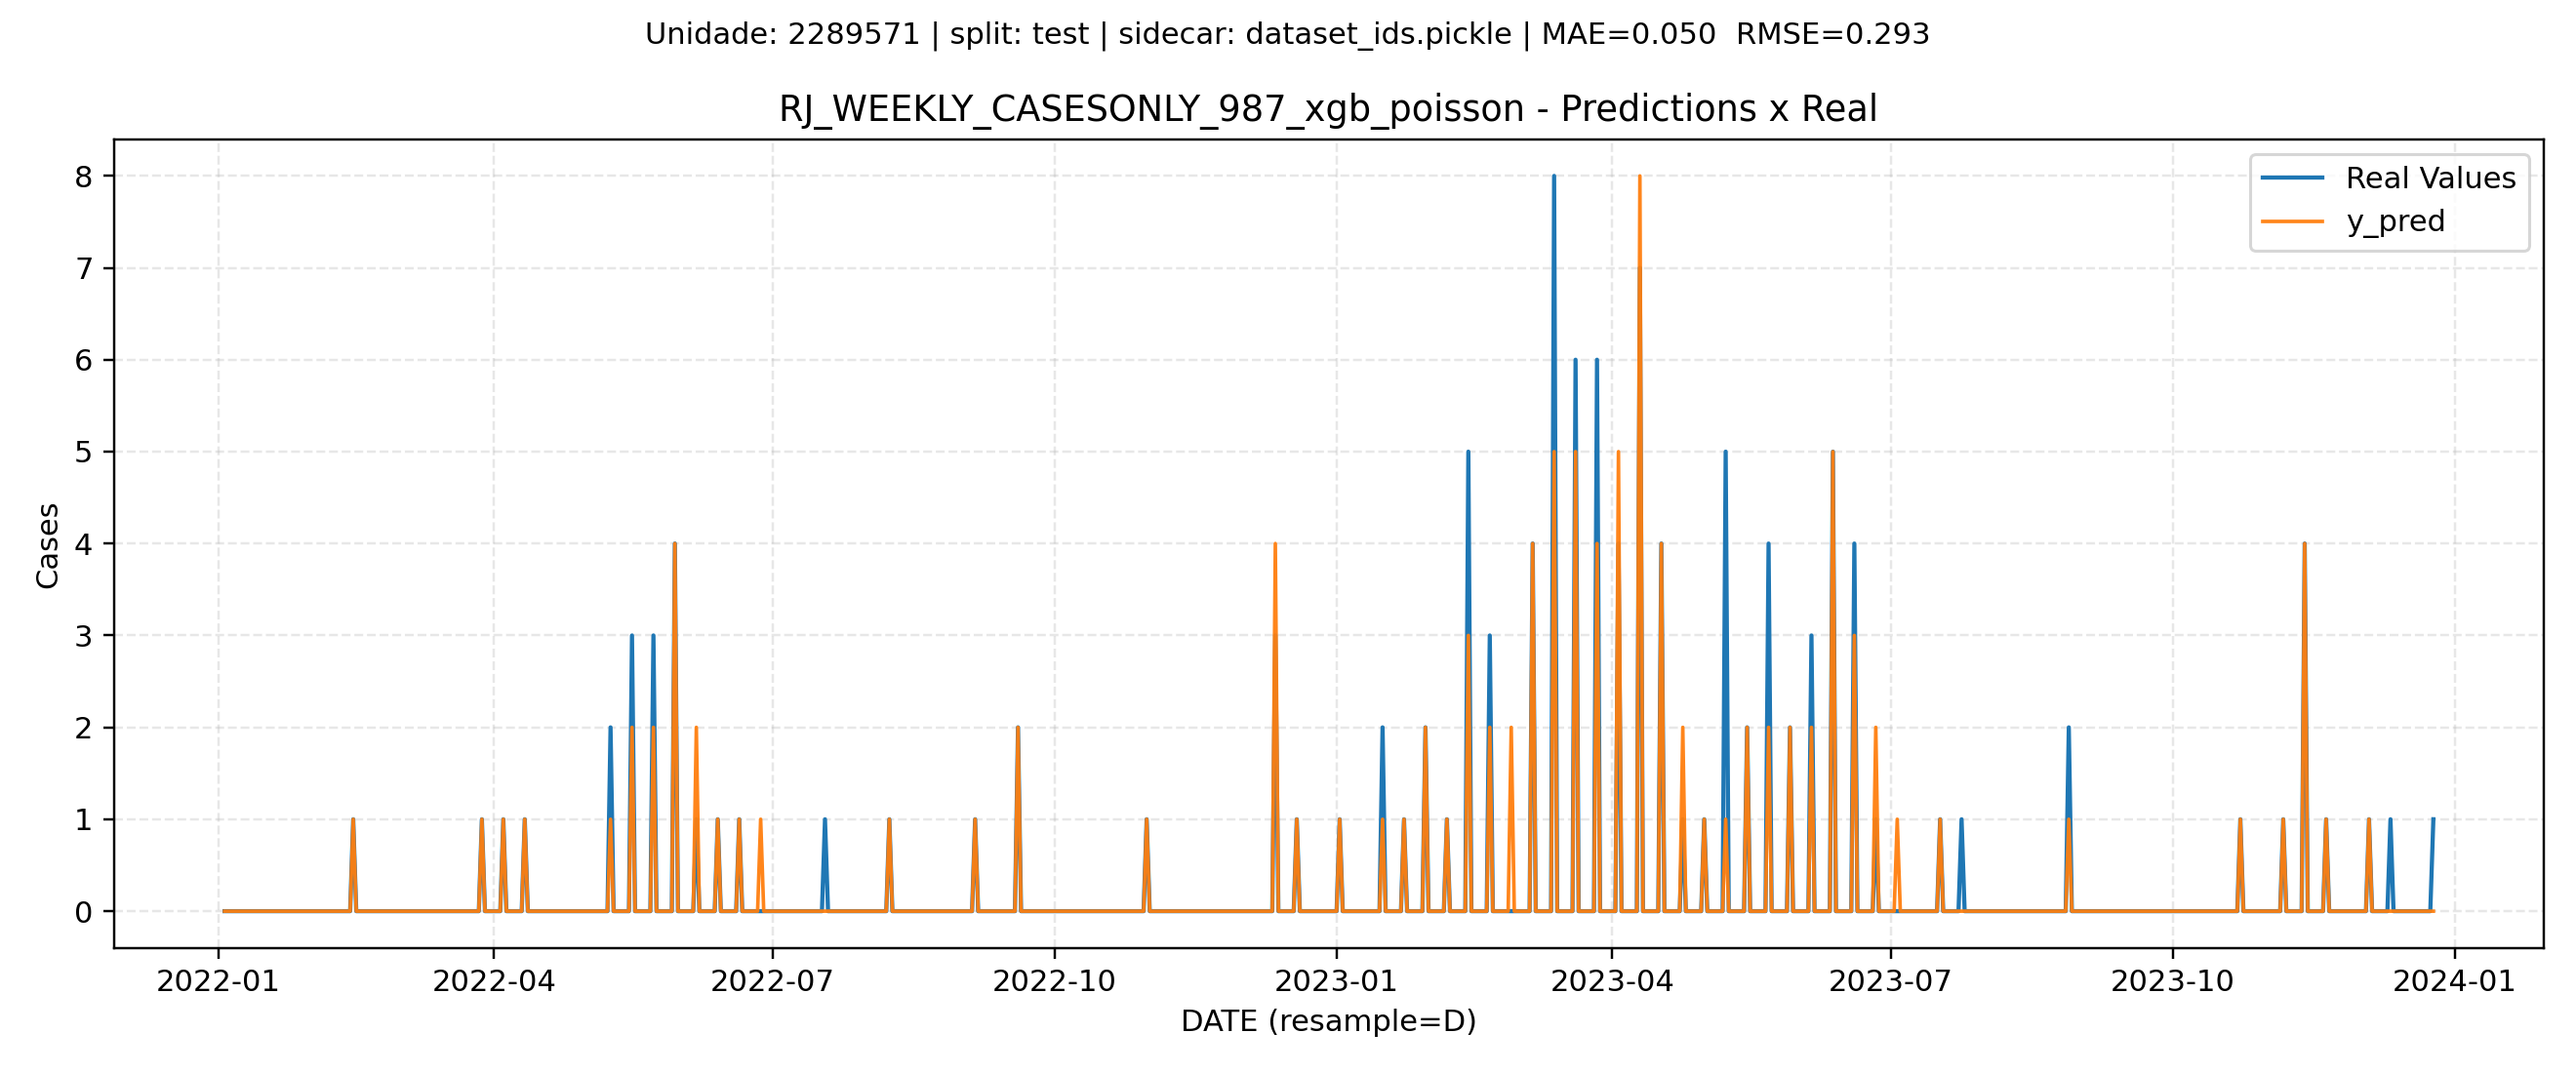 Unidade: 2289571 | split: test | sidecar: dataset_ids.pickle | MAE=0.050  RMSE=0.293
RJ_WEEKLY_CASESONLY_987_xgb_poisson - Predictions x Real
Real Values
y_pred
8
7
6
5
4
3
2
1
0
Cases
2022-01 2022-04 2022-07 2022-10 2023-01 2023-04 2023-07 2023-10 2024-01
DATE (resample=D)